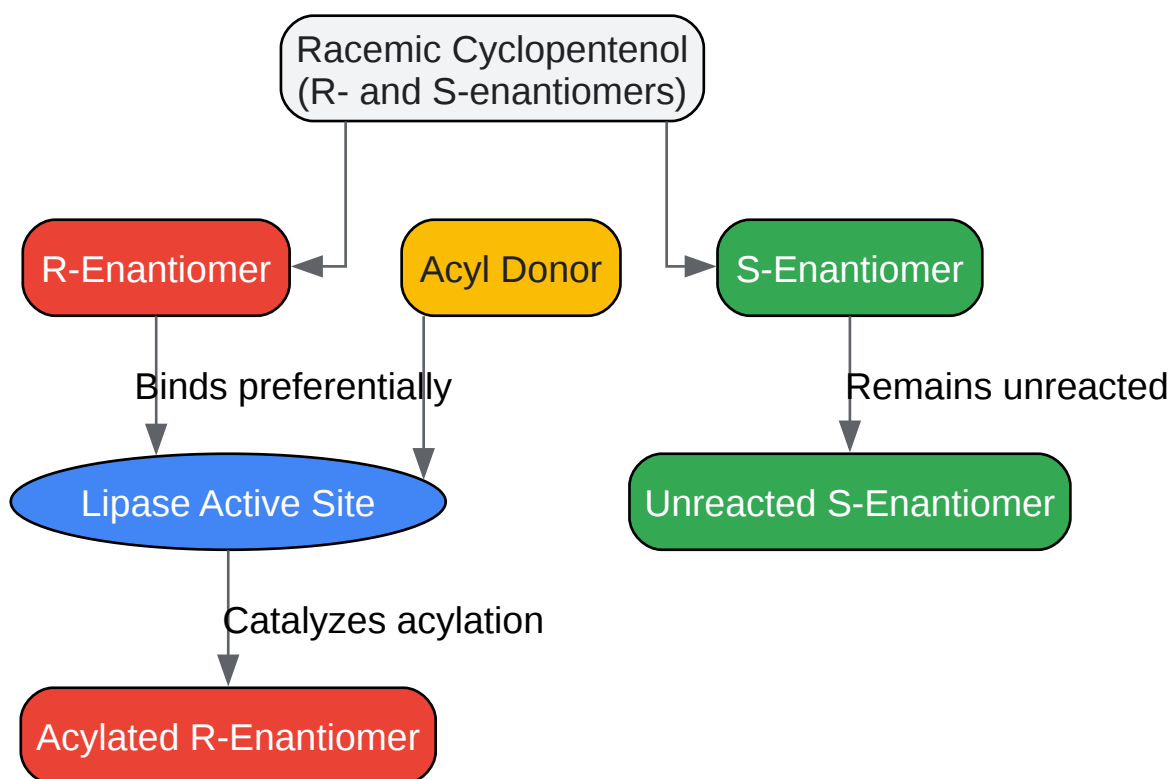 Racemic Cyclopentenol
(R- and S-enantiomers)
R-Enantiomer
Acyl Donor
S-Enantiomer
Binds preferentially
Remains unreacted
Lipase Active Site
Unreacted S-Enantiomer
Catalyzes acylation
Acylated R-Enantiomer